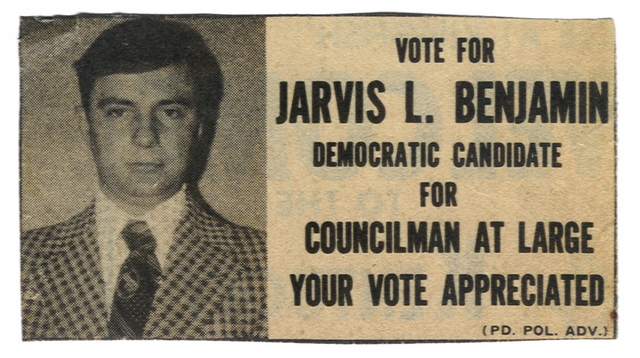 VOTE FOR
JARVIS L. BENJAMIN
DEMOCRATIC CANDIDATE
FOR
COUNCILMAN AT LARGE
YOUR VOTE APPRECIATED
(PD. POL. ADV.)